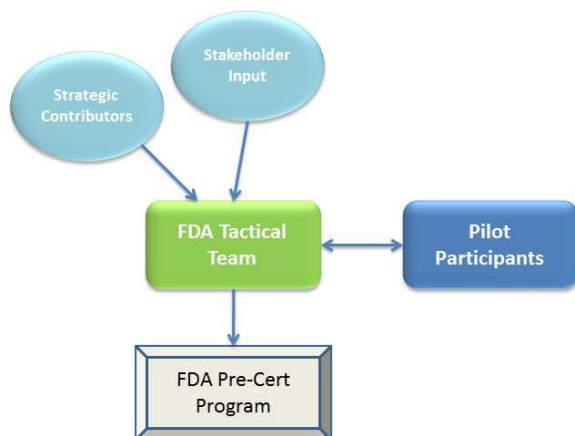 Stakeholder
Input
Strategic
Contributors
FDA Tactical
Team
Pilot
Participants
FDA Pre-Cert
Program